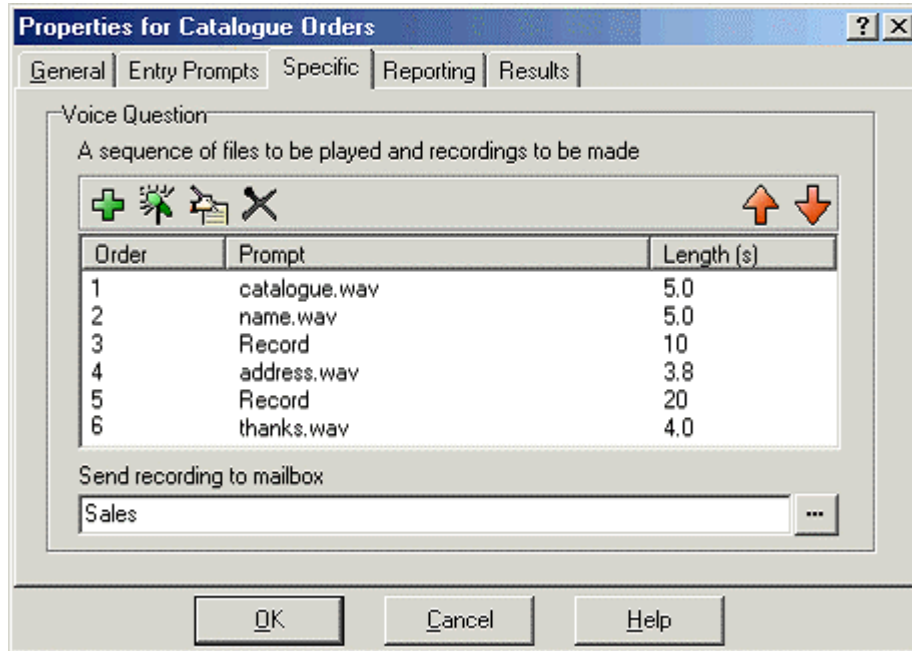 Properties for Catalogue Orders
General Entry Prompts Specific Reporting Results
Voice Question
A sequence of files to be played and recordings to be made
Order Prompt Length (s)
1 catalogue.wav 5.0
2 name.wav 5.0
3 Record 10
4 address.wav 3.8
5 Record 20
6 thanks.wav 4.0
Send recording to mailbox
Sales ...
OK Cancel Help